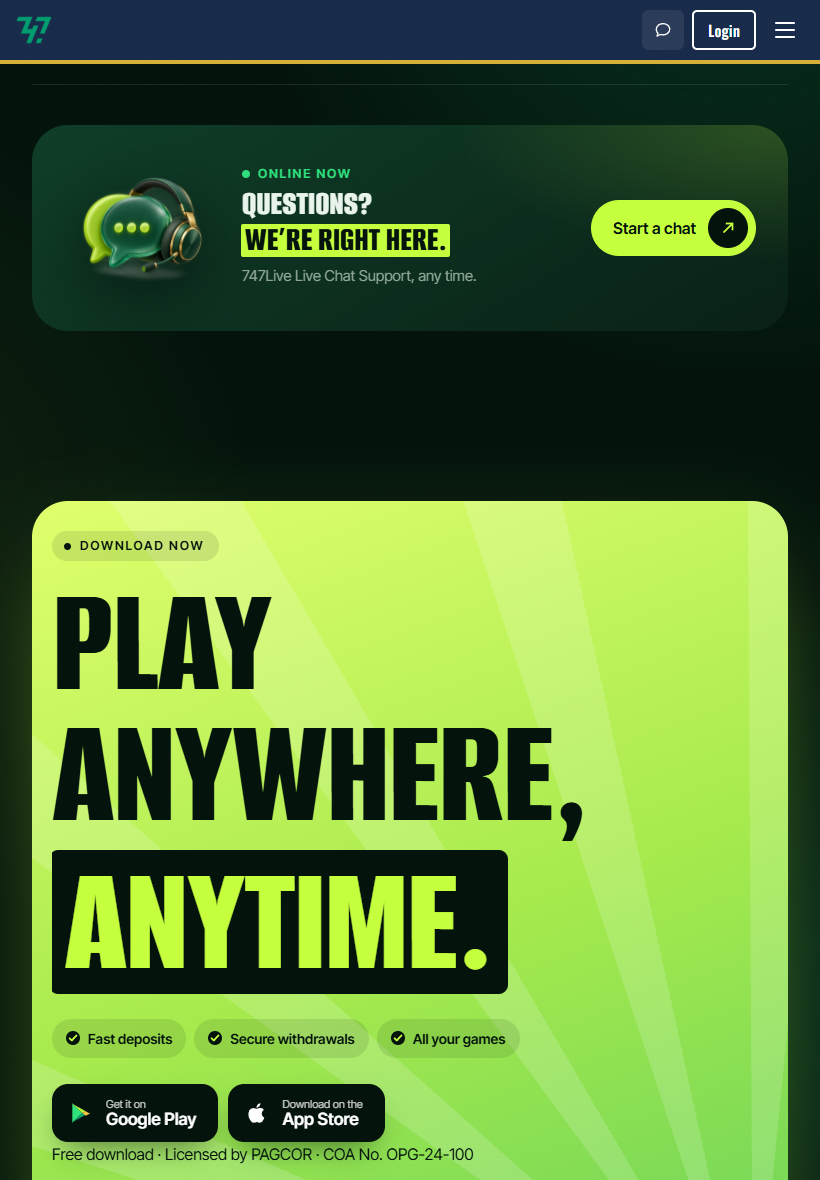 747
Login
ONLINE NOW
QUESTIONS?
WE'RE RIGHT HERE.
Start a chat
747Live Live Chat Support, any time.
DOWNLOAD NOW
PLAY
ANYWHERE,
ANYTIME.
Fast deposits
Secure withdrawals
All your games
Get it on
Google Play
Download on the
App Store
Free download · Licensed by PAGCOR · COA No. OPG-24-100